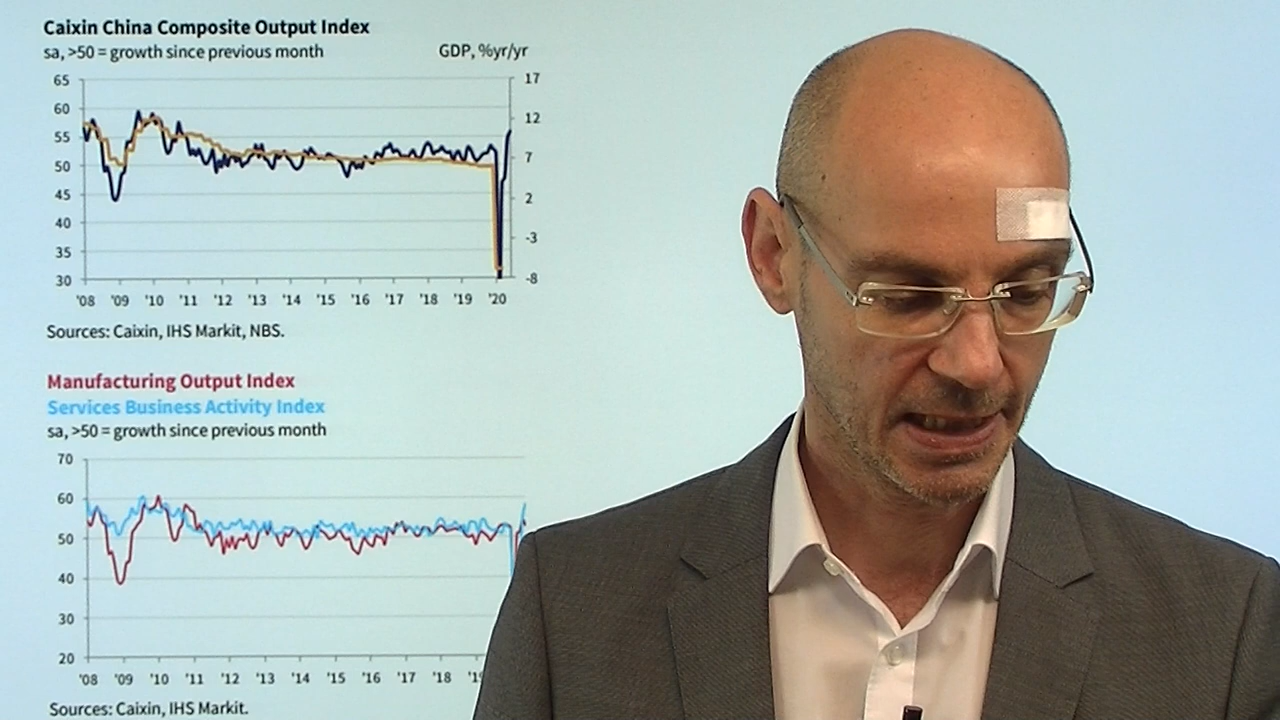 Caixin China Composite Output Index
sa, >50 = growth since previous month
GDP, %yr/yr
65
60
55
50
45
40
35
30
17
12
7
2
-3
-8
'08 '09 '10 '11 '12 '13 '14 '15 '16 '17 '18 '19 '20
Sources: Caixin, IHS Markit, NBS.
Manufacturing Output Index
Services Business Activity Index
sa, >50 = growth since previous month
70
60
50
40
30
20
'08 '09 '10 '11 '12 '13 '14 '15 '16 '17 '18
Sources: Caixin, IHS Markit.